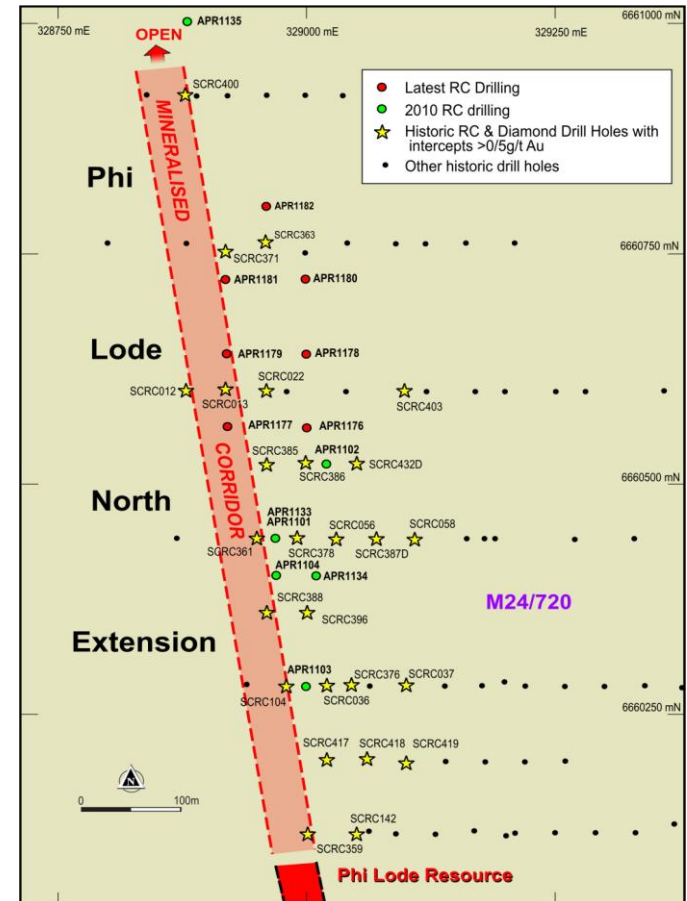 328750 mE
329000 mE
329250 mE
6661000 mN
APR1135
OPEN
SCRC400
Latest RC Drilling
2010 RC drilling
Historic RC & Diamond Drill Holes with
intercepts >0/5g/t Au
Other historic drill holes
MINERALISED
Phi
APR1182
SCRC363
SCRC371
6660750 mN
APR1181
APR1180
Lode
APR1179
APR1178
SCRC012
SCRC013
SCRC022
SCRC403
APR1177
APR1176
CORRIDOR
SCRC385
APR1102
SCRC386
SCRC432D
6660500 mN
North
APR1133
APR1101
SCRC361
SCRC378
SCRC056
SCRC387D
SCRC058
APR1104
APR1134
SCRC388
SCRC396
M24/720
Extension
APR1103
SCRC104
SCRC036
SCRC376
SCRC037
6660250 mN
SCRC417
SCRC418
SCRC419
N
0
100m
SCRC142
SCRC359
Phi Lode Resource